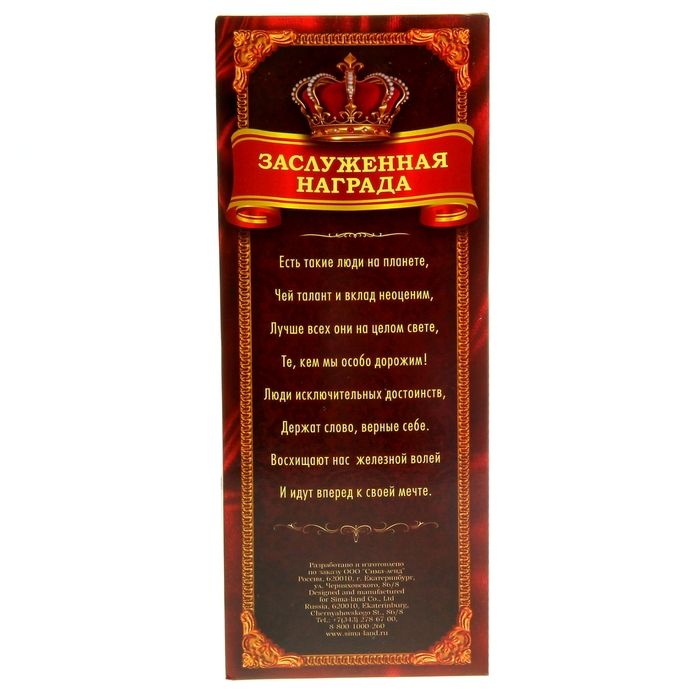 ЗАСЛУЖЕННАЯ
НАГРАДА
Есть такие люди на планете,
Чей талант и вклад неоценим,
Лучше всех они на целом свете,
Те, кем мы особо дорожим!
Люди исключительных достоинств,
Держат слово, верные себе.
Восхищают нас железной волей
И идут вперед к своей мечте.
Разработано и изготовлено
по заказу ООО "Сима-ленд"
Россия, 620010, г. Екатеринбург,
ул. Черняховского, 86/8
Designed and manufactured
for Sima-land Co., Ltd
Russia, 620010, Ekaterinburg,
Chernyahovskogo St., 86/8
Tel.: +7(343) 278 67 00,
8-800-1000-260
www.sima-land.ru